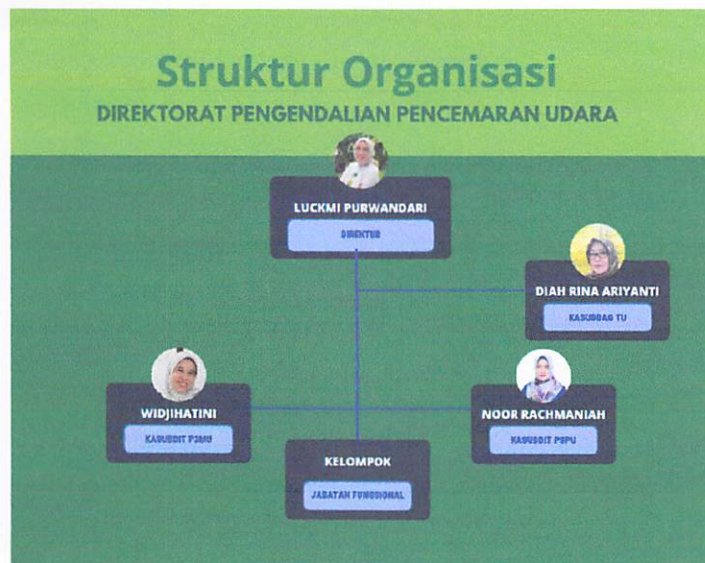 Struktur Organisasi
DIREKTORAT PENGENDALIAN PENCEMARAN UDARA
LUCKMI PURWANDARI
DIREKTUR
DIAH RINA ARIYANTI
KASUBBAG TU
WIDJIHATINI
KASUBDIT
NOOR RACHMANIAH
KASUBDIT
KELOMPOK
JABATAN FUNGSIONAL